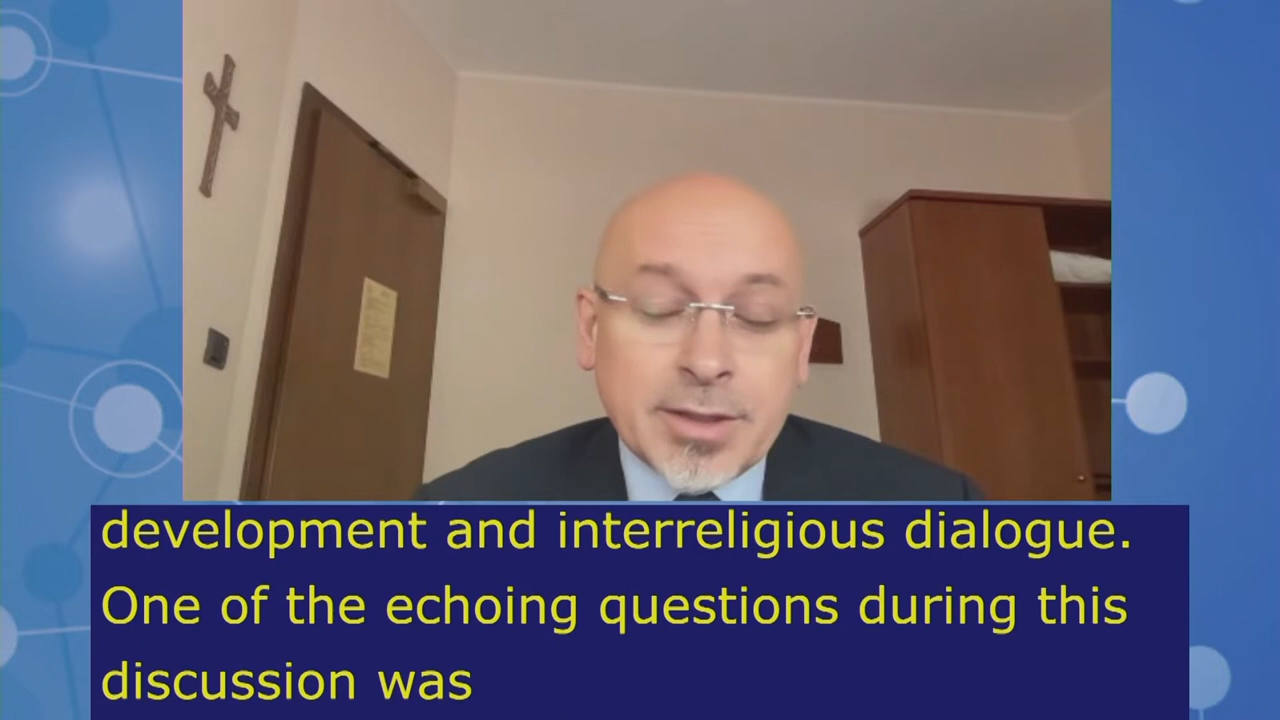 development and interreligious dialogue.
One of the echoing questions during this
discussion was